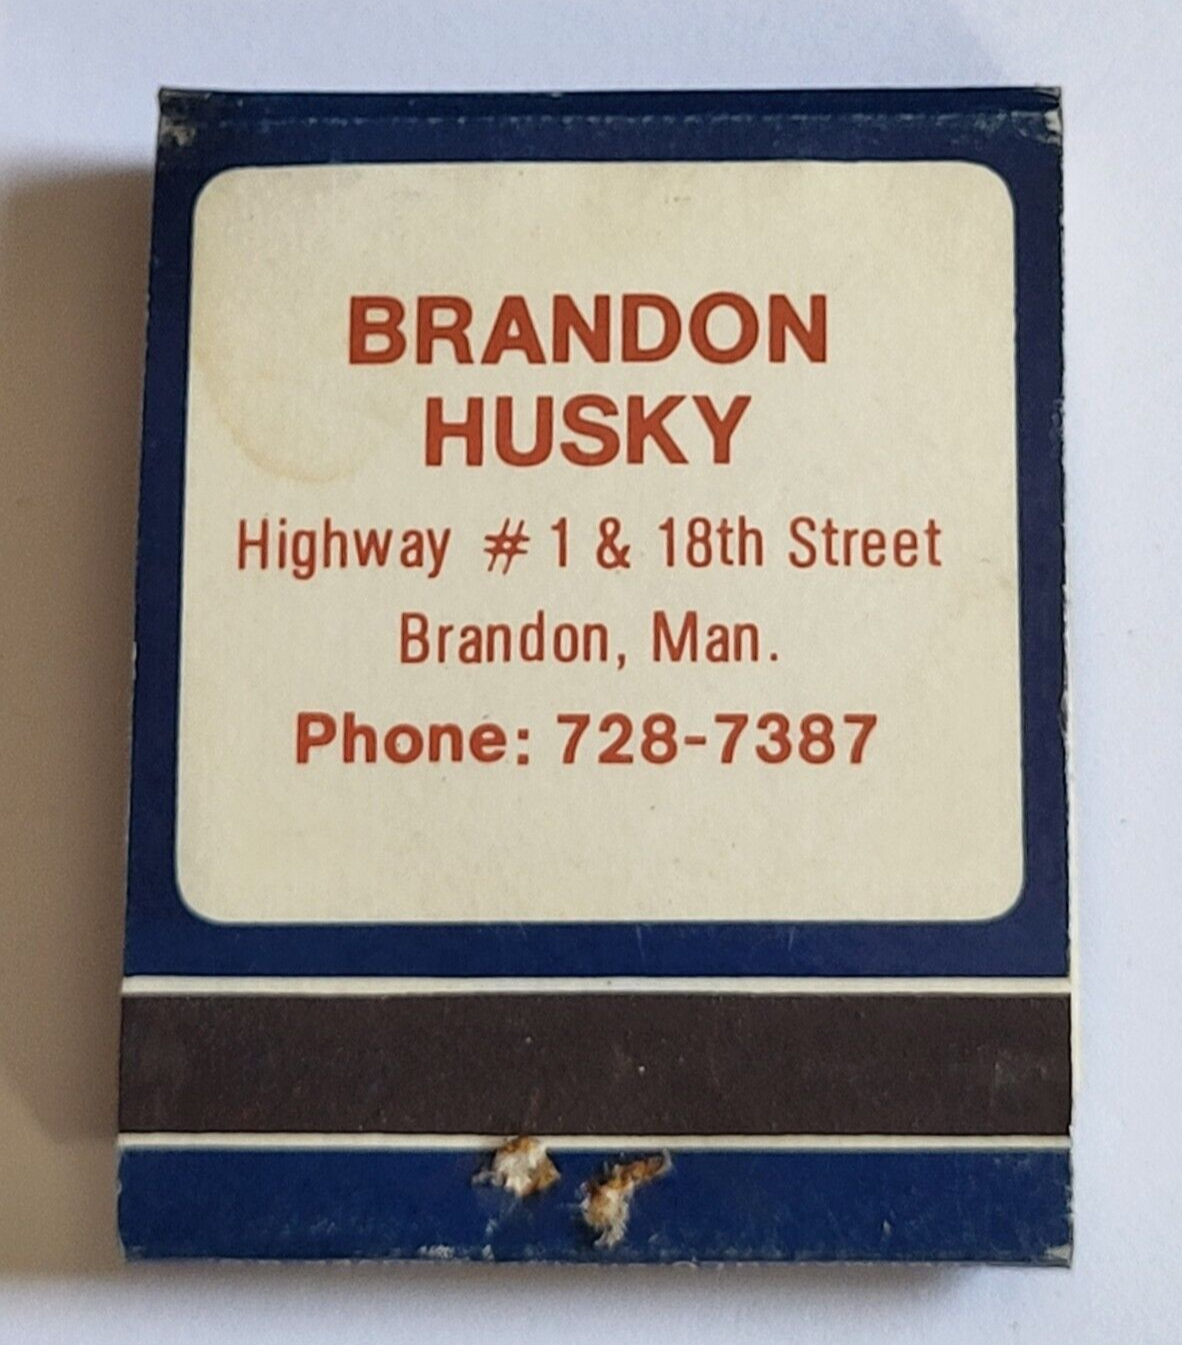 BRANDON
HUSKY
Highway # 1 & 18th Street
Brandon, Man.
Phone: 728-7387